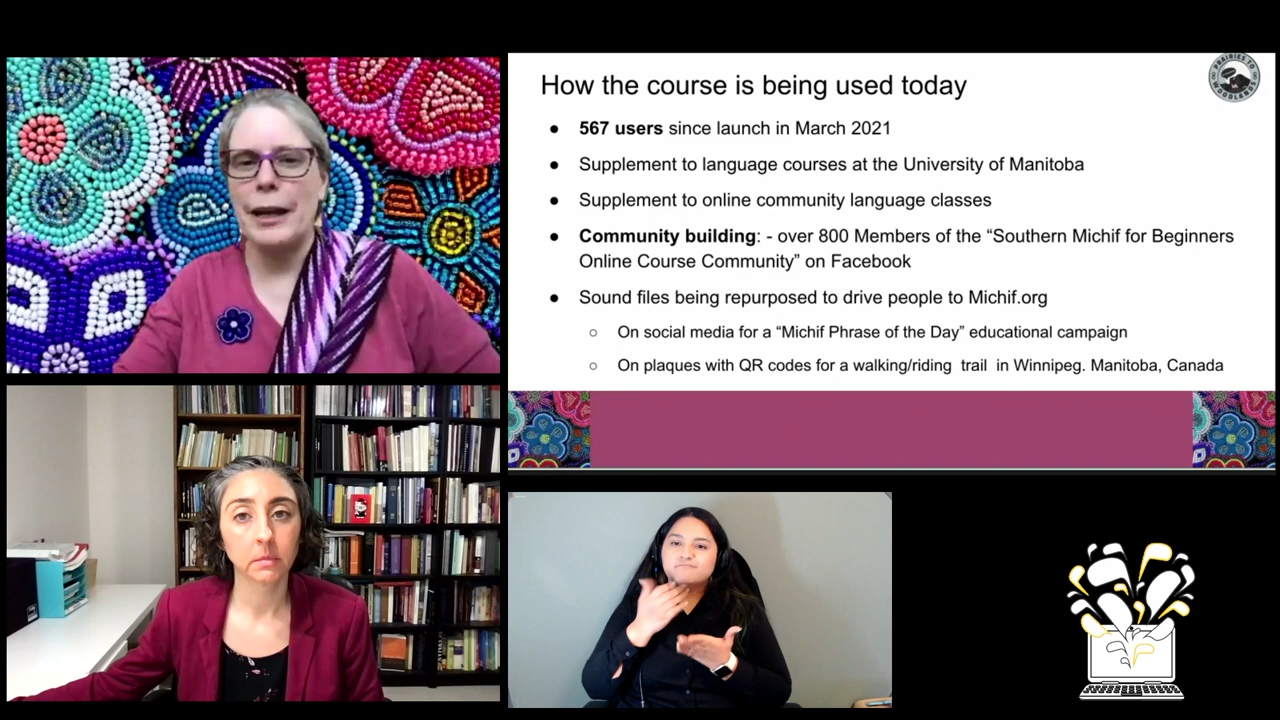 How the course is being used today
PRAIRIES TO
WOODLANDS
● 567 users since launch in March 2021
● Supplement to language courses at the University of Manitoba
● Supplement to online community language classes
● Community building: - over 800 Members of the “Southern Michif for Beginners
Online Course Community” on Facebook
● Sound files being repurposed to drive people to Michif.org
○ On social media for a “Michif Phrase of the Day” educational campaign
○ On plaques with QR codes for a walking/riding trail in Winnipeg. Manitoba, Canada